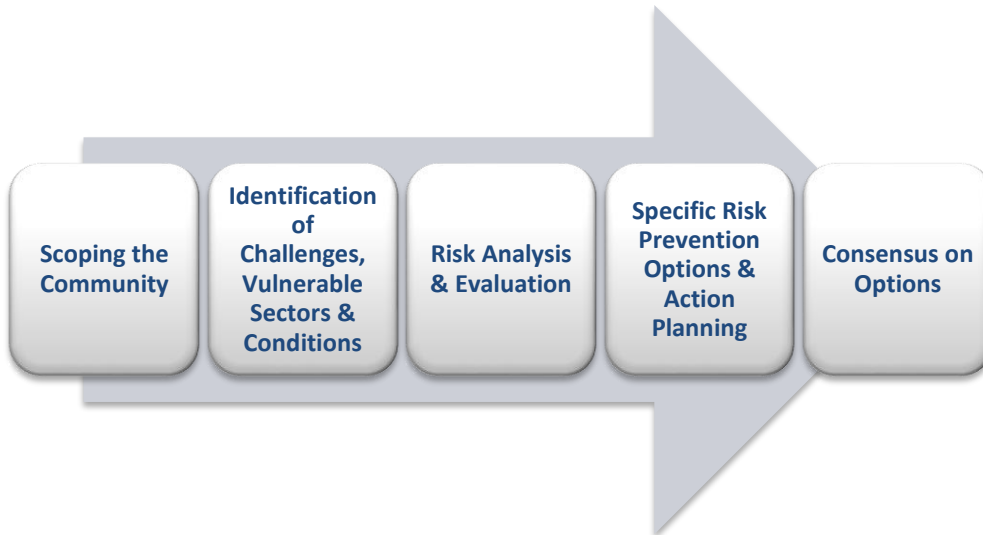 Scoping the
Community
Identification
of
Challenges,
Vulnerable
Sectors &
Conditions
Risk Analysis
& Evaluation
Specific Risk
Prevention
Options &
Action
Planning
Consensus on
Options